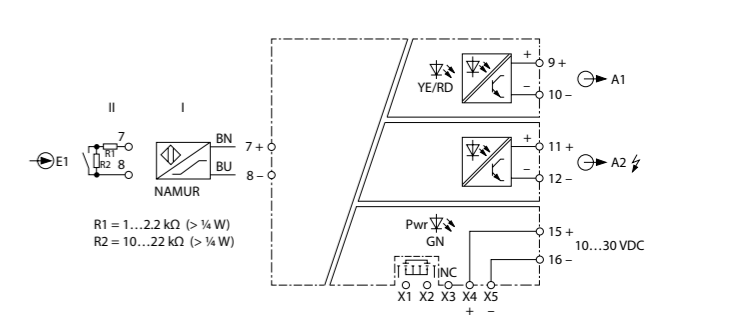 II I
E1
7
R1
R2
8
BN
BU
7 +
8 –
NAMUR
R1 = 1…2.2 kΩ (> ¼ W)
R2 = 10…22 kΩ (> ¼ W)
YE/RD
+
–
9 +
10 –
A1
+
–
11 +
12 –
A2
Pwr
GN
15 +
16 –
10…30 VDC
NC
X1 X2 X3 X4 X5
+ –